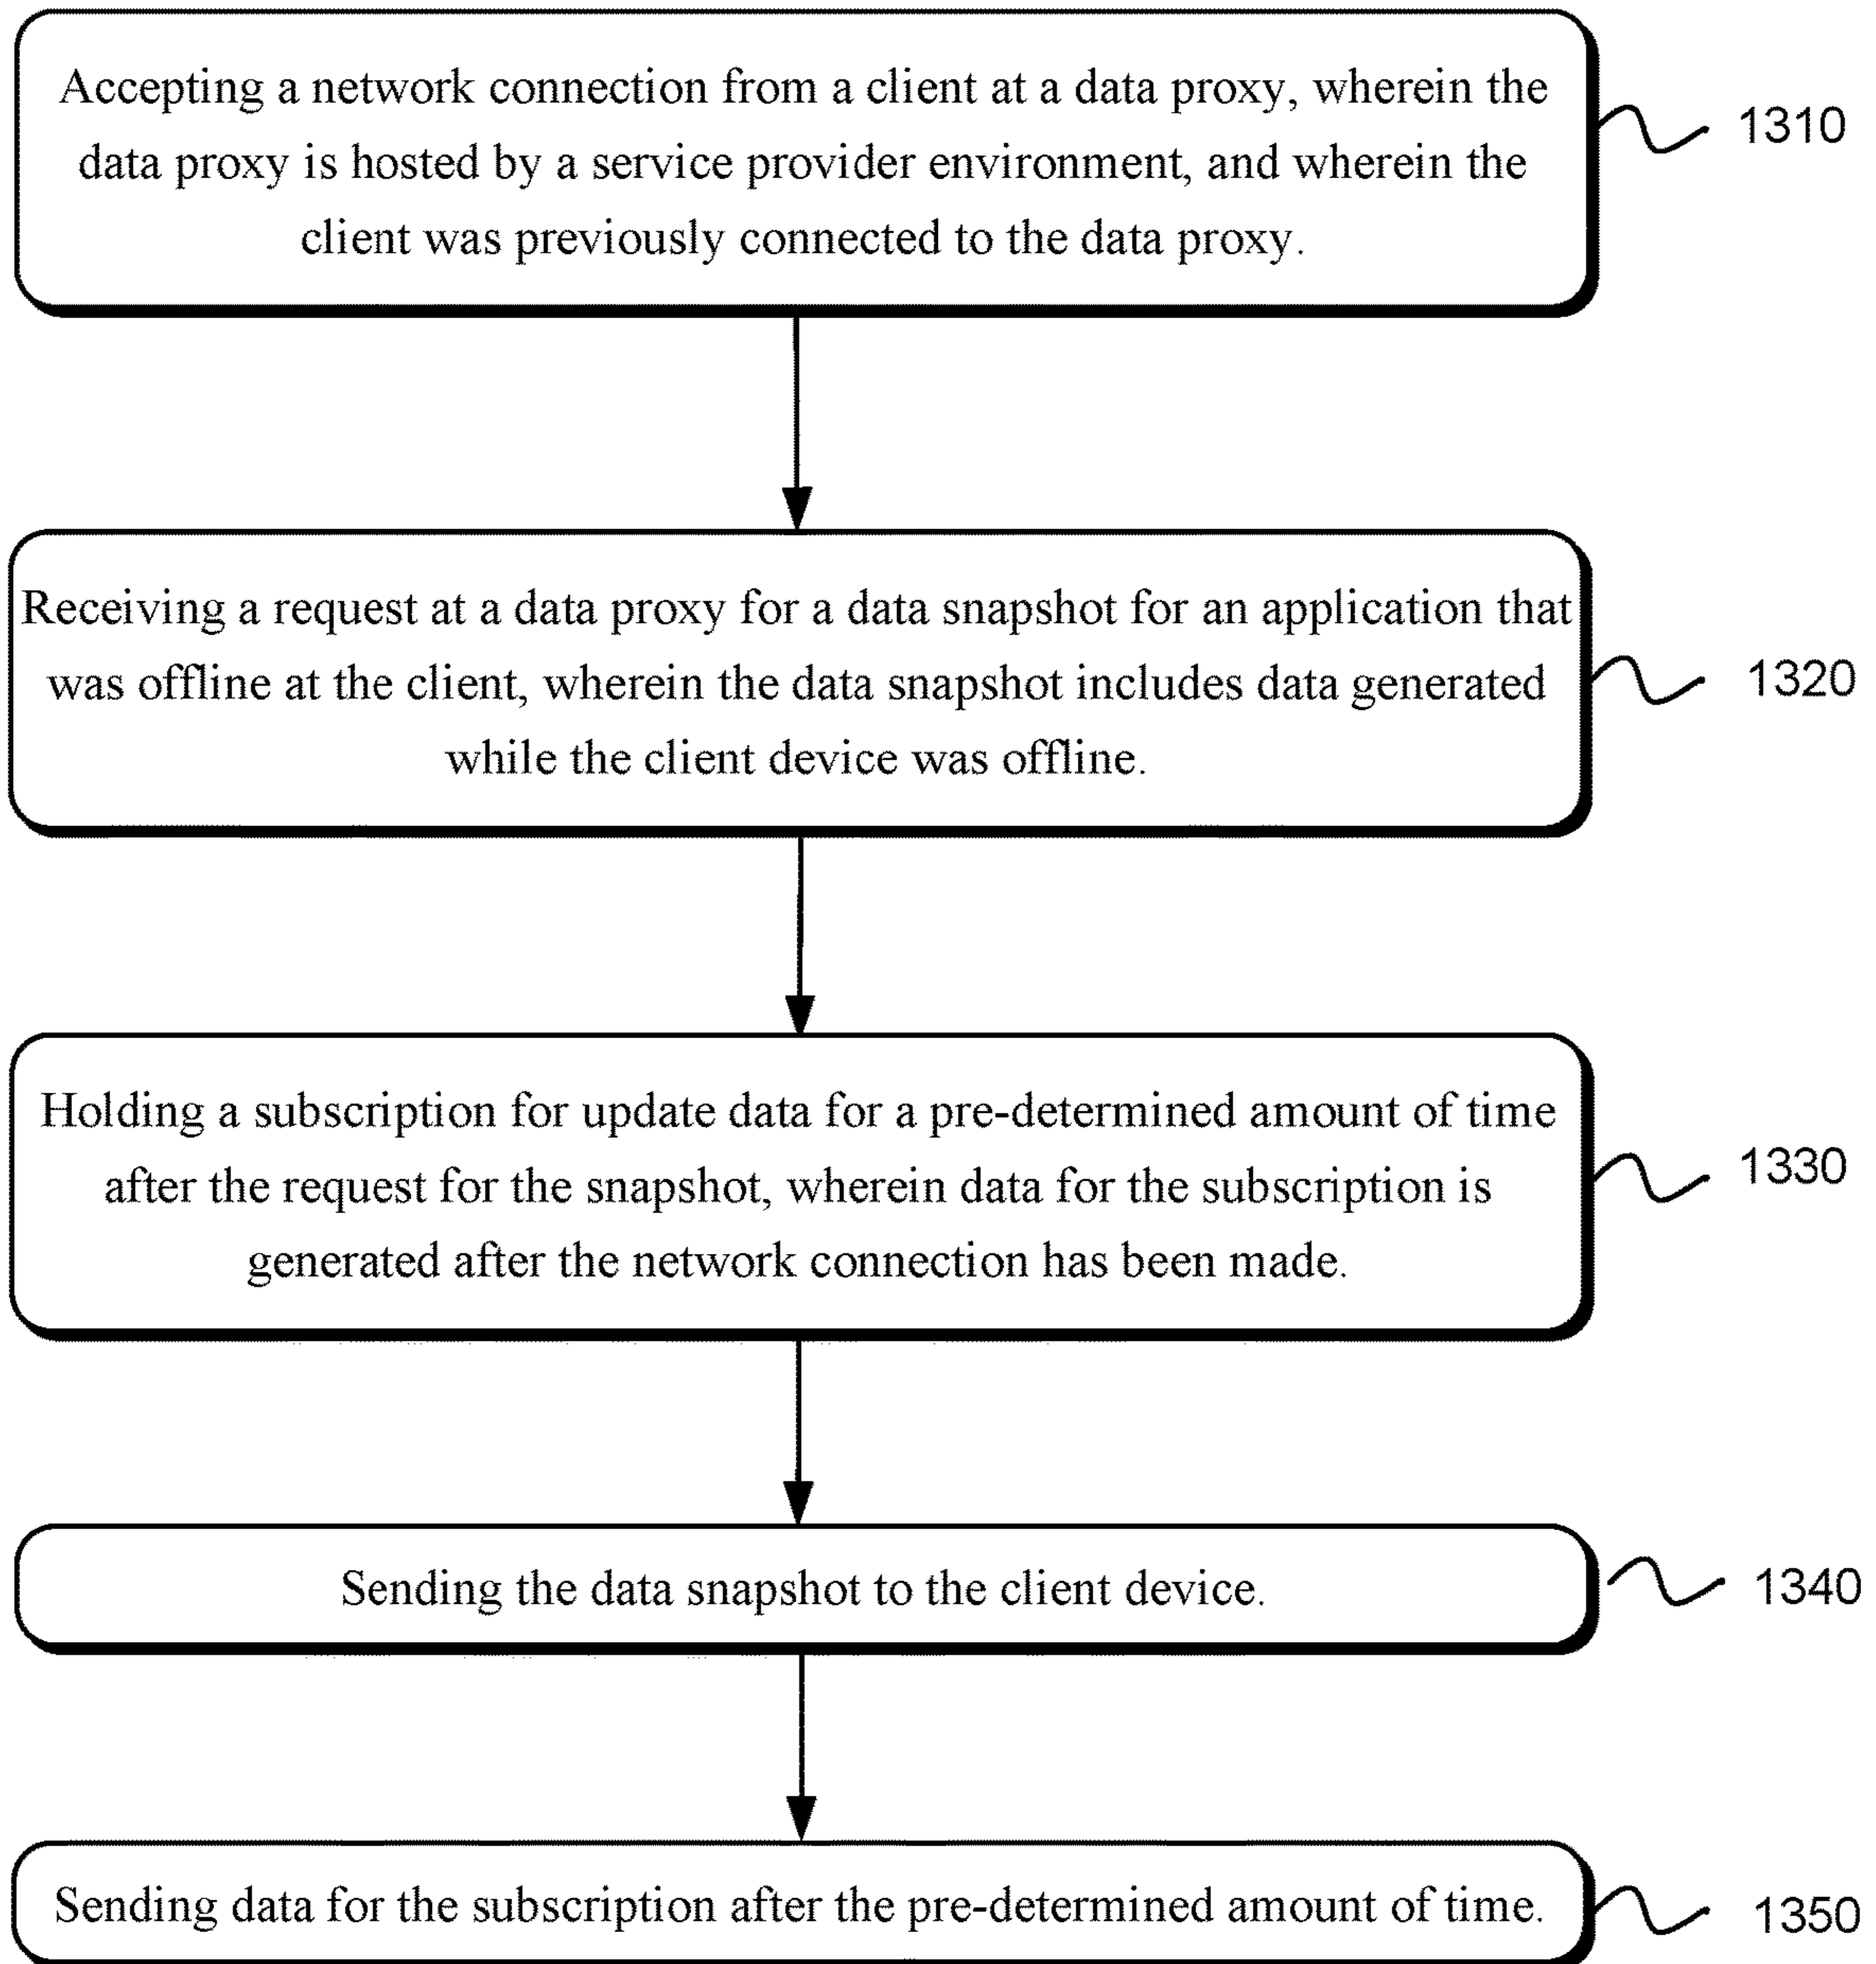 Accepting a network connection from a client at a data proxy, wherein the
data proxy is hosted by a service provider environment, and wherein the
client was previously connected to the data proxy.
1310
Receiving a request at a data proxy for a data snapshot for an application that
was offline at the client, wherein the data snapshot includes data generated
while the client device was offline.
1320
Holding a subscription for update data for a pre-determined amount of time
after the request for the snapshot, wherein data for the subscription is
generated after the network connection has been made.
1330
Sending the data snapshot to the client device.
1340
Sending data for the subscription after the pre-determined amount of time.
1350